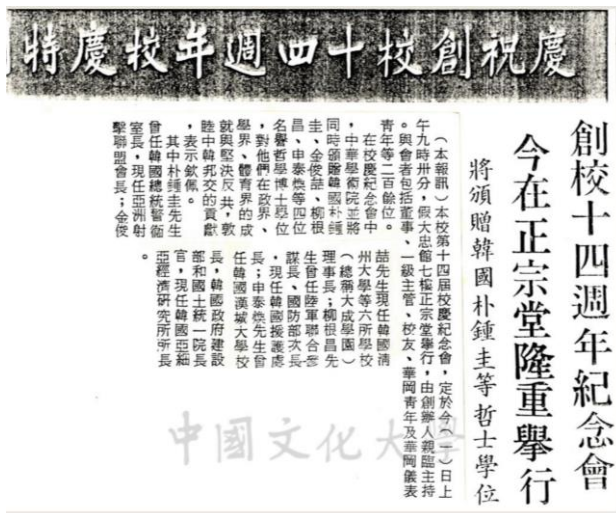 慶祝創校十四週年校慶特
創校十四週年紀念會
今在正宗堂隆重舉行
將頒贈韓國朴鍾圭等哲士學位
（本報訊）本校第十四屆校慶紀念會，定於今（一）日上
午九時卅分，假大忠館七樓正宗堂舉行，由創辦人親臨主持
。與會者包括董事、一級主管、校友、華岡青年及華岡儀表
青年等二百餘位。
在校慶紀念會中
，中華學術院並將
同時頒贈韓國朴鍾
圭、金俊喆、柳根
昌、申泰煥等四位
名譽哲學博士學位
，對他們在政界、
學界、體育界的成
就與堅決反共，敦
睦中韓邦交的貢獻
，表示欽佩。
其中朴鍾圭先生
曾任韓國總統警衛
室長，現任亞洲射
擊聯盟會長；金俊
喆先生現任韓國清
州大學等六所學校
（總稱大成學園）
理事長；柳根昌先
生曾任陸軍聯合參
謀長、國防部次長
，現任韓國援護處
長；申泰煥先生曾
任韓國漢城大學校
長，韓國政府建設
部和國土統一院長
官，現任韓國亞細
亞經濟研究所所長
。
中國文化大學